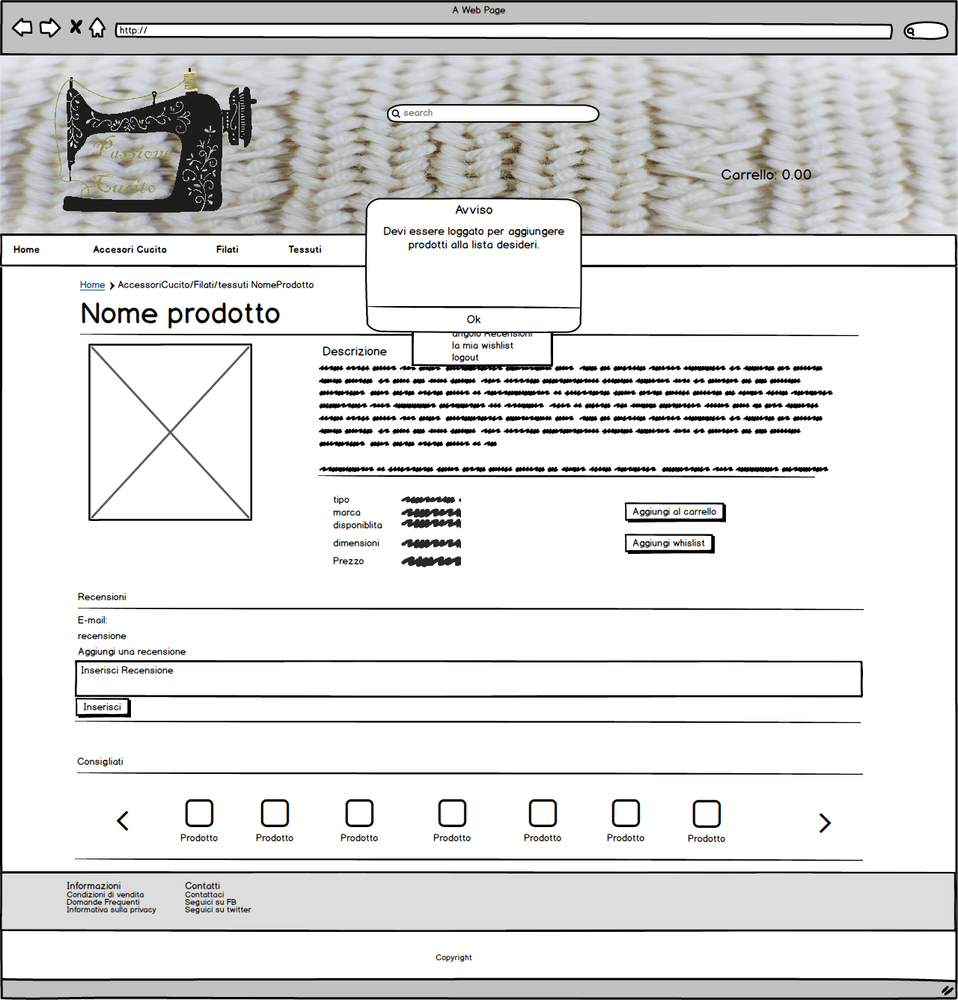 A Web Page
http://
search
Passione
Cucito
Carrello: 0.00
Avviso
Devi essere loggato per aggiungere
prodotti alla lista desideri.
Ok
Home
Accesori Cucito
Filati
Tessuti
Home
AccessoriCucito/Filati/tessuti NomeProdotto
Nome prodotto
angolo Recensioni
la mia wishlist
logout
Descrizione
tipo
marca
disponiblita
dimensioni
Prezzo
Aggiungi al carrello
Aggiungi whislist
Recensioni
E-mail:
recensione
Aggiungi una recensione
Inserisci Recensione
Inserisci
Consigliati
Prodotto
Prodotto
Prodotto
Prodotto
Prodotto
Prodotto
Prodotto
Informazioni
Condizioni di vendita
Domande Frequenti
Informativa sulla privacy
Contatti
Contattaci
Seguici su FB
Seguici su twitter
Copyright